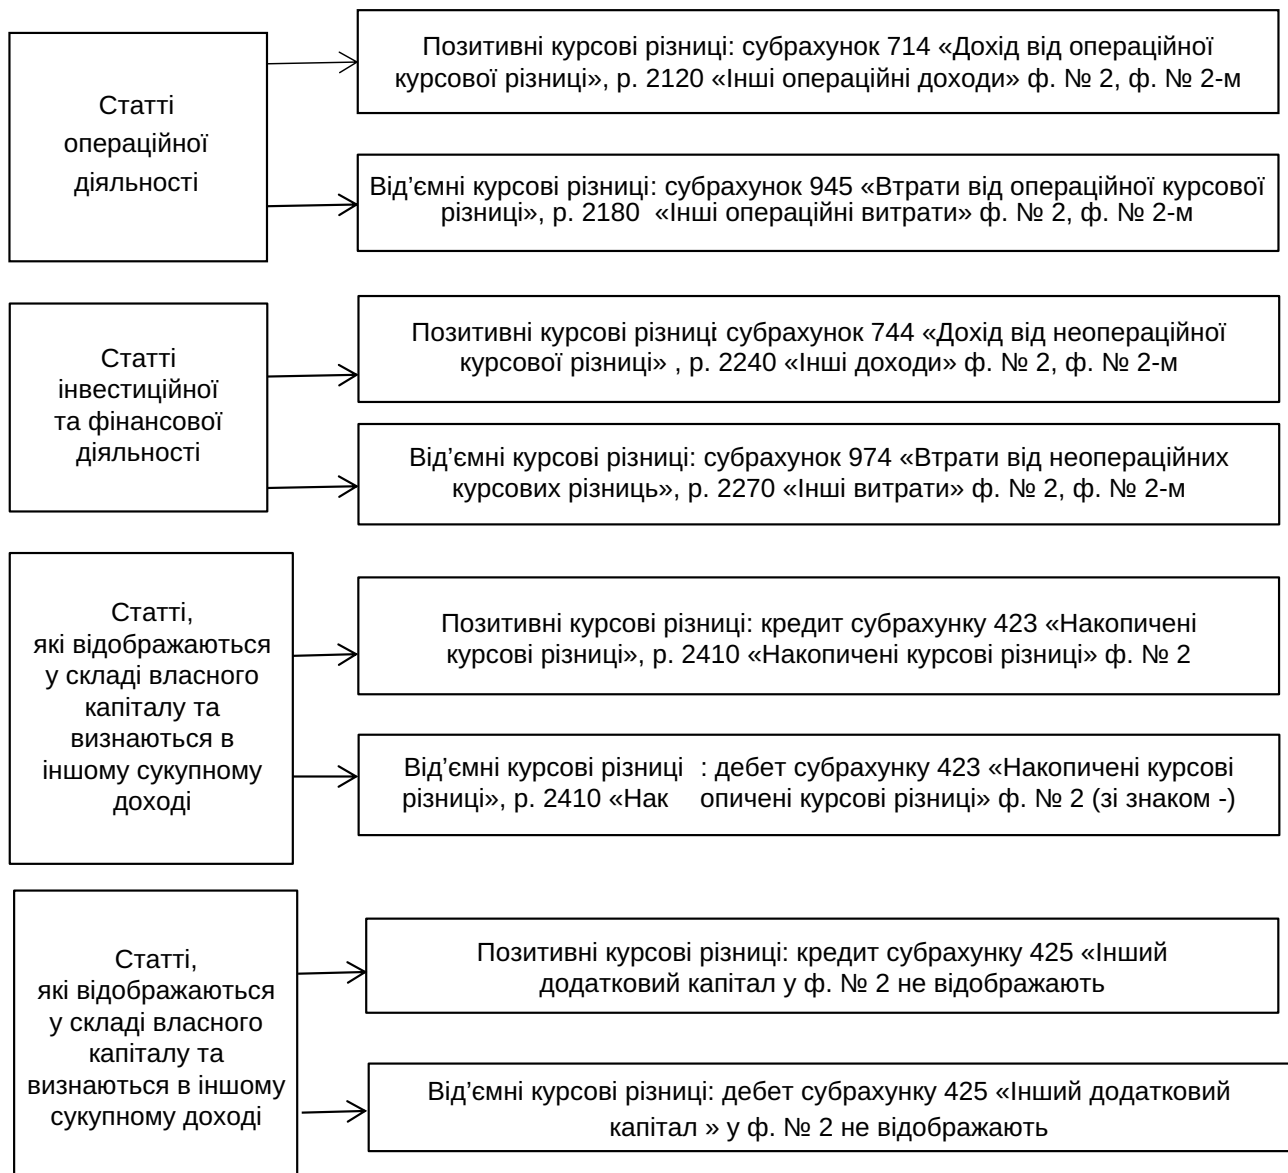 Статті
операційної
діяльності
Позитивні курсові різниці: субрахунок 714 «Дохід від операційної
курсової різниці», р. 2120 «Інші операційні доходи» ф. № 2, ф. № 2-м
Від’ємні курсові різниці: субрахунок 945 «Втрати від операційної курсової
різниці», р. 2180 «Інші операційні витрати» ф. № 2, ф. № 2-м
Статті
інвестиційної
та фінансової
діяльності
Позитивні курсові різниці: субрахунок 744 «Дохід від неопераційної
курсової різниці» , р. 2240 «Інші доходи» ф. № 2, ф. № 2-м
Від’ємні курсові різниці: субрахунок 974 «Втрати від неопераційних
курсових різниць», р. 2270 «Інші витрати» ф. № 2, ф. № 2-м
Статті,
які відображаються
у складі власного
капіталу та
визнаються в
іншому сукупному
доході
Позитивні курсові різниці: кредит субрахунку 423 «Накопичені
курсові різниці», р. 2410 «Накопичені курсові різниці» ф. № 2
Від’ємні курсові різниці : дебет субрахунку 423 «Накопичені курсові
різниці», р. 2410 «Нак опичені курсові різниці» ф. № 2 (зі знаком -)
Статті,
які відображаються
у складі власного
капіталу та
визнаються в іншому
сукупному доході
Позитивні курсові різниці: кредит субрахунку 425 «Інший
додатковий капітал у ф. № 2 не відображають
Від’ємні курсові різниці: дебет субрахунку 425 «Інший додатковий
капітал » у ф. № 2 не відображають